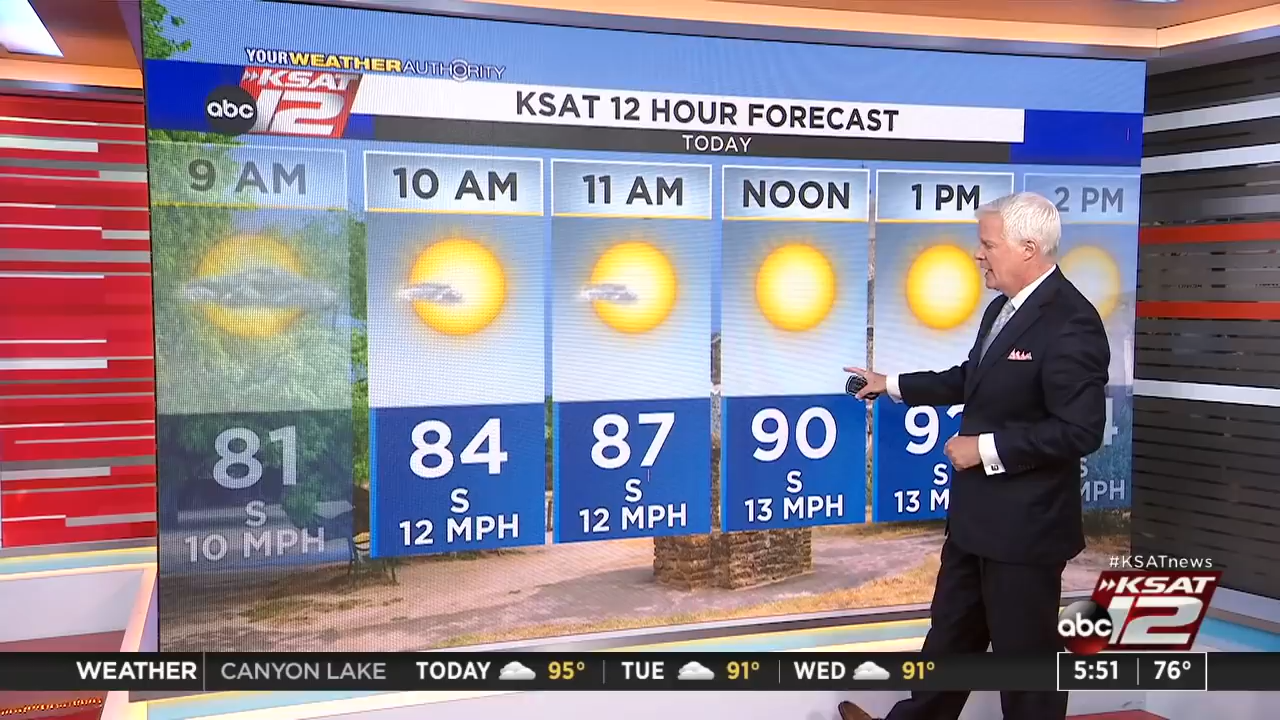 YOUR WEATHER AUTHORITY
KSAT
abc 12
KSAT 12 HOUR FORECAST
TODAY
9 AM 10 AM 11 AM NOON 1 PM 2 PM
81 84 87 90
S S S S S S
10 MPH 12 MPH 12 MPH 13 MPH 13 M MPH
#KSATnews
KSAT
abc 12
WEATHER CANYON LAKE TODAY 95° TUE 91° WED 91° 5:51 76°